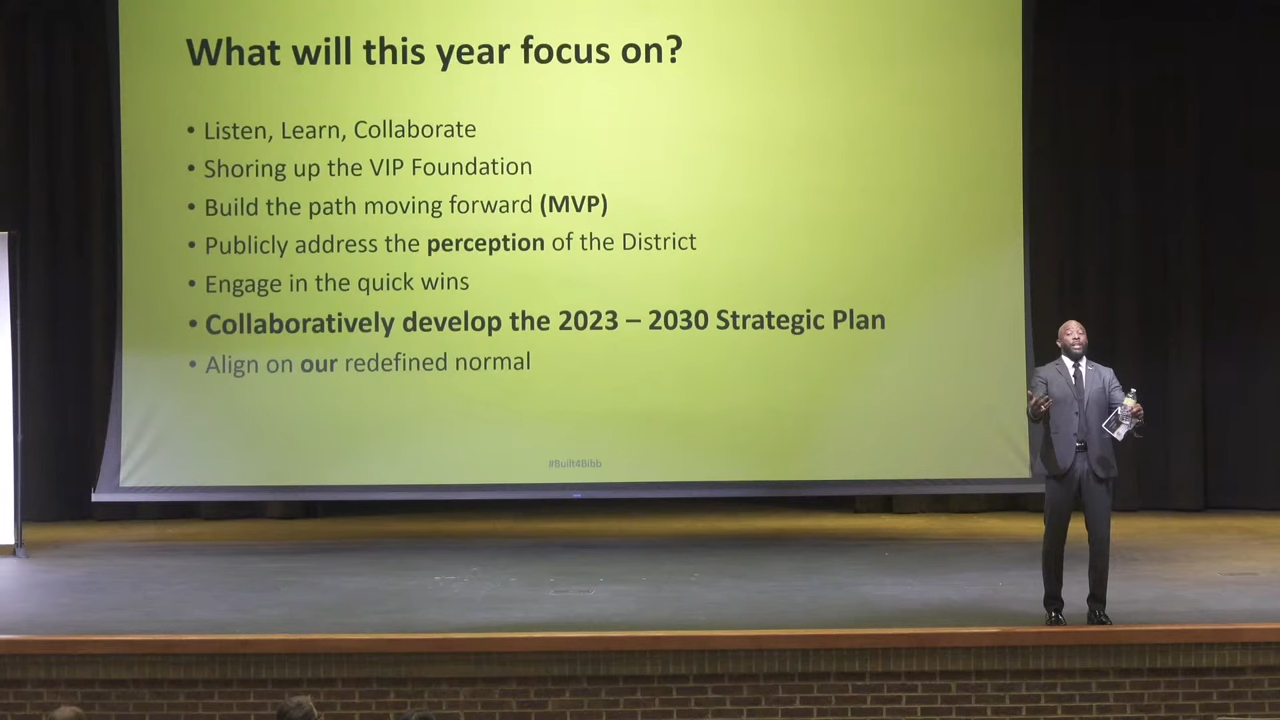 What will this year focus on?
• Listen, Learn, Collaborate
• Shoring up the VIP Foundation
• Build the path moving forward (MVP)
• Publicly address the perception of the District
• Engage in the quick wins
• Collaboratively develop the 2023 – 2030 Strategic Plan
• Align on our redefined normal
#Built4Bibb